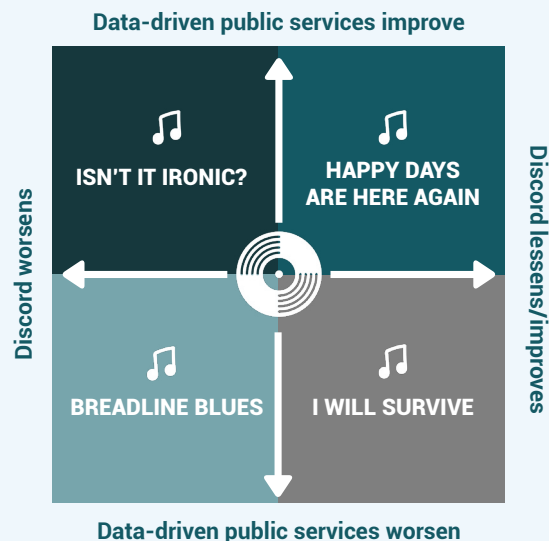 Data-driven public services improve
ISN'T IT IRONIC?
HAPPY DAYS
ARE HERE AGAIN
Discord worsens
Discord lessens/improves
BREADLINE BLUES
I WILL SURVIVE
Data-driven public services worsen